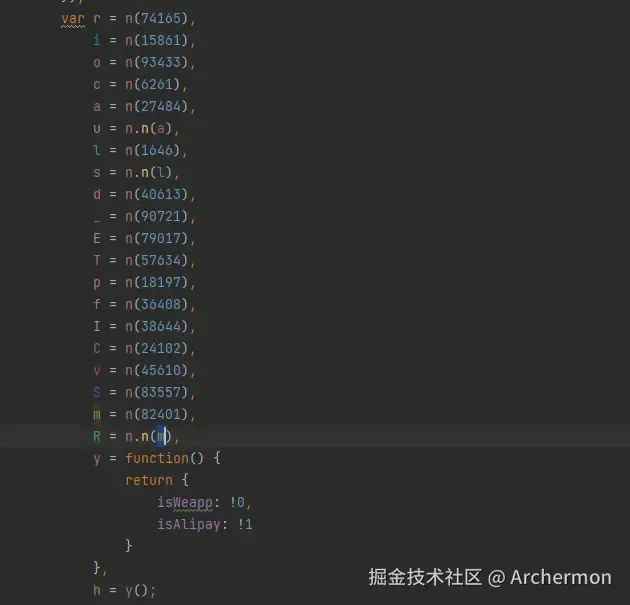 var r = n(74165),
i = n(15861),
o = n(93433),
c = n(6261),
a = n(27484),
u = n.n(a),
l = n(1646),
s = n.n(l),
d = n(40613),
_ = n(90721),
E = n(79017),
T = n(57634),
p = n(18197),
f = n(36408),
I = n(38644),
C = n(24102),
v = n(45610),
S = n(83557),
m = n(82401),
R = n.n(m),
y = function() {
return {
isWeapp: !0,
isAlipay: !1
}
},
h = y();
掘金技术社区 @ Archermon